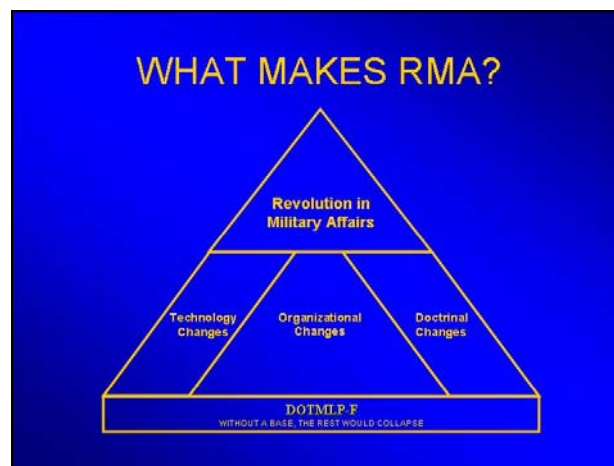 WHAT MAKES RMA?
Revolution in
Military Affairs
Technology
Changes
Organizational
Changes
Doctrinal
Changes
DOTMLP-F
WITHOUT A BASE, THE REST WOULD COLLAPSE